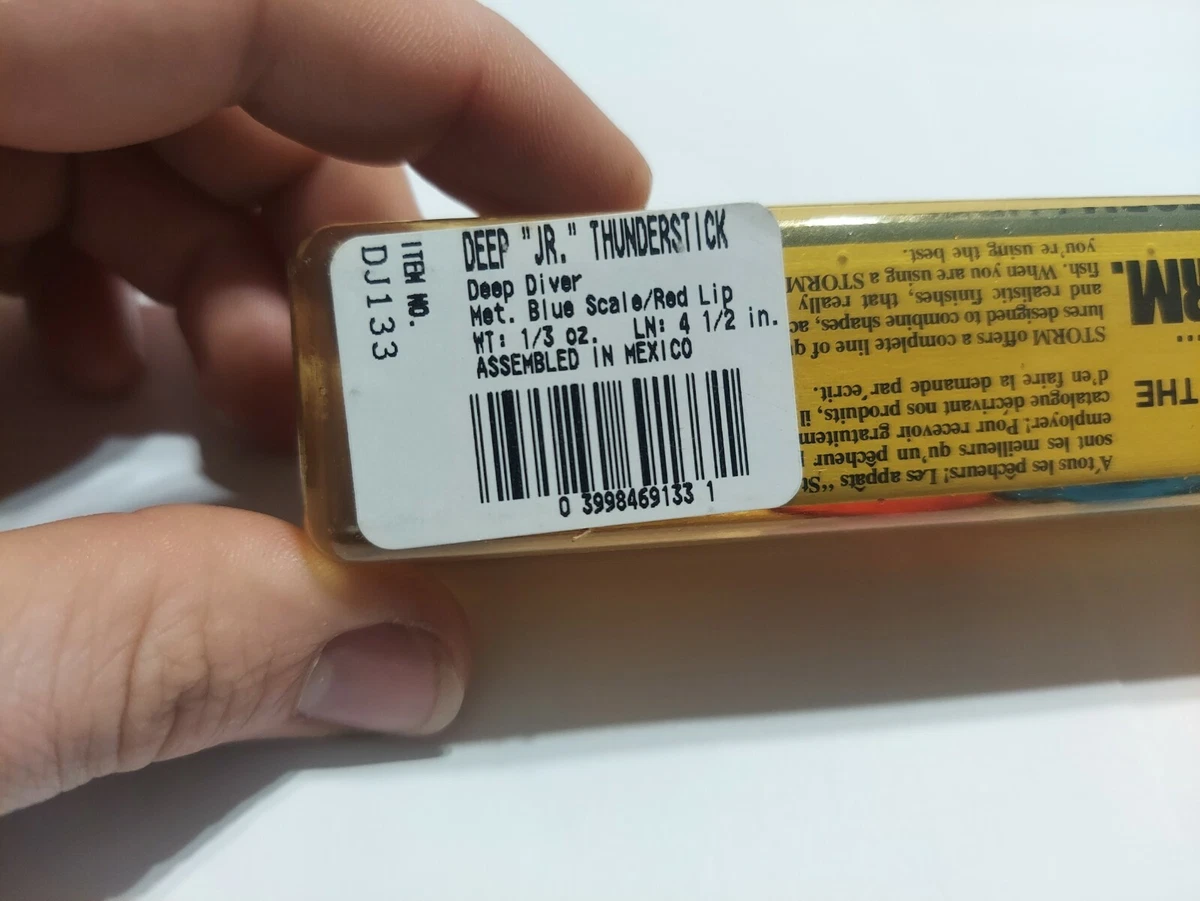 DEEP "JR." THUNDERSTICK
Deep Diver
Met. Blue Scale/Red Lip
WT: 1/3 oz. LN: 4 1/2 in.
ASSEMBLED IN MEXICO
0 3998469133 1
ITEM NO.
DJ133
A tous les pêcheurs! Les appâts
sont les meilleurs qu'un pêcheur
employer! Pour recevoir
catalogue décrivant nos produits, il
d'en faire la demande par écrit.
STORM offers a complete line of
lures designed to combine shapes,
and realistic finishes, that really
fish. When you are using a STORM
you're using the best.
THE
RM.